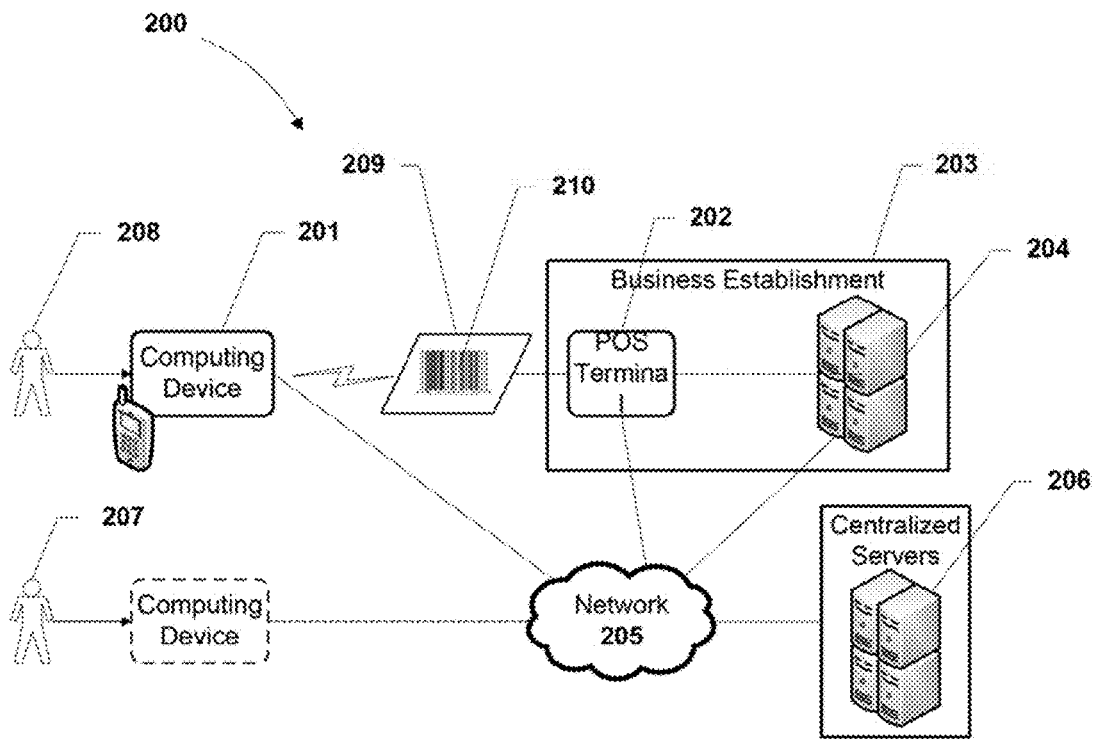 200
209
210
203
202
208
201
204
Business Establishment
POS
Termina
l
Computing
Device
206
207
Centralized
Servers
Computing
Device
Network
205